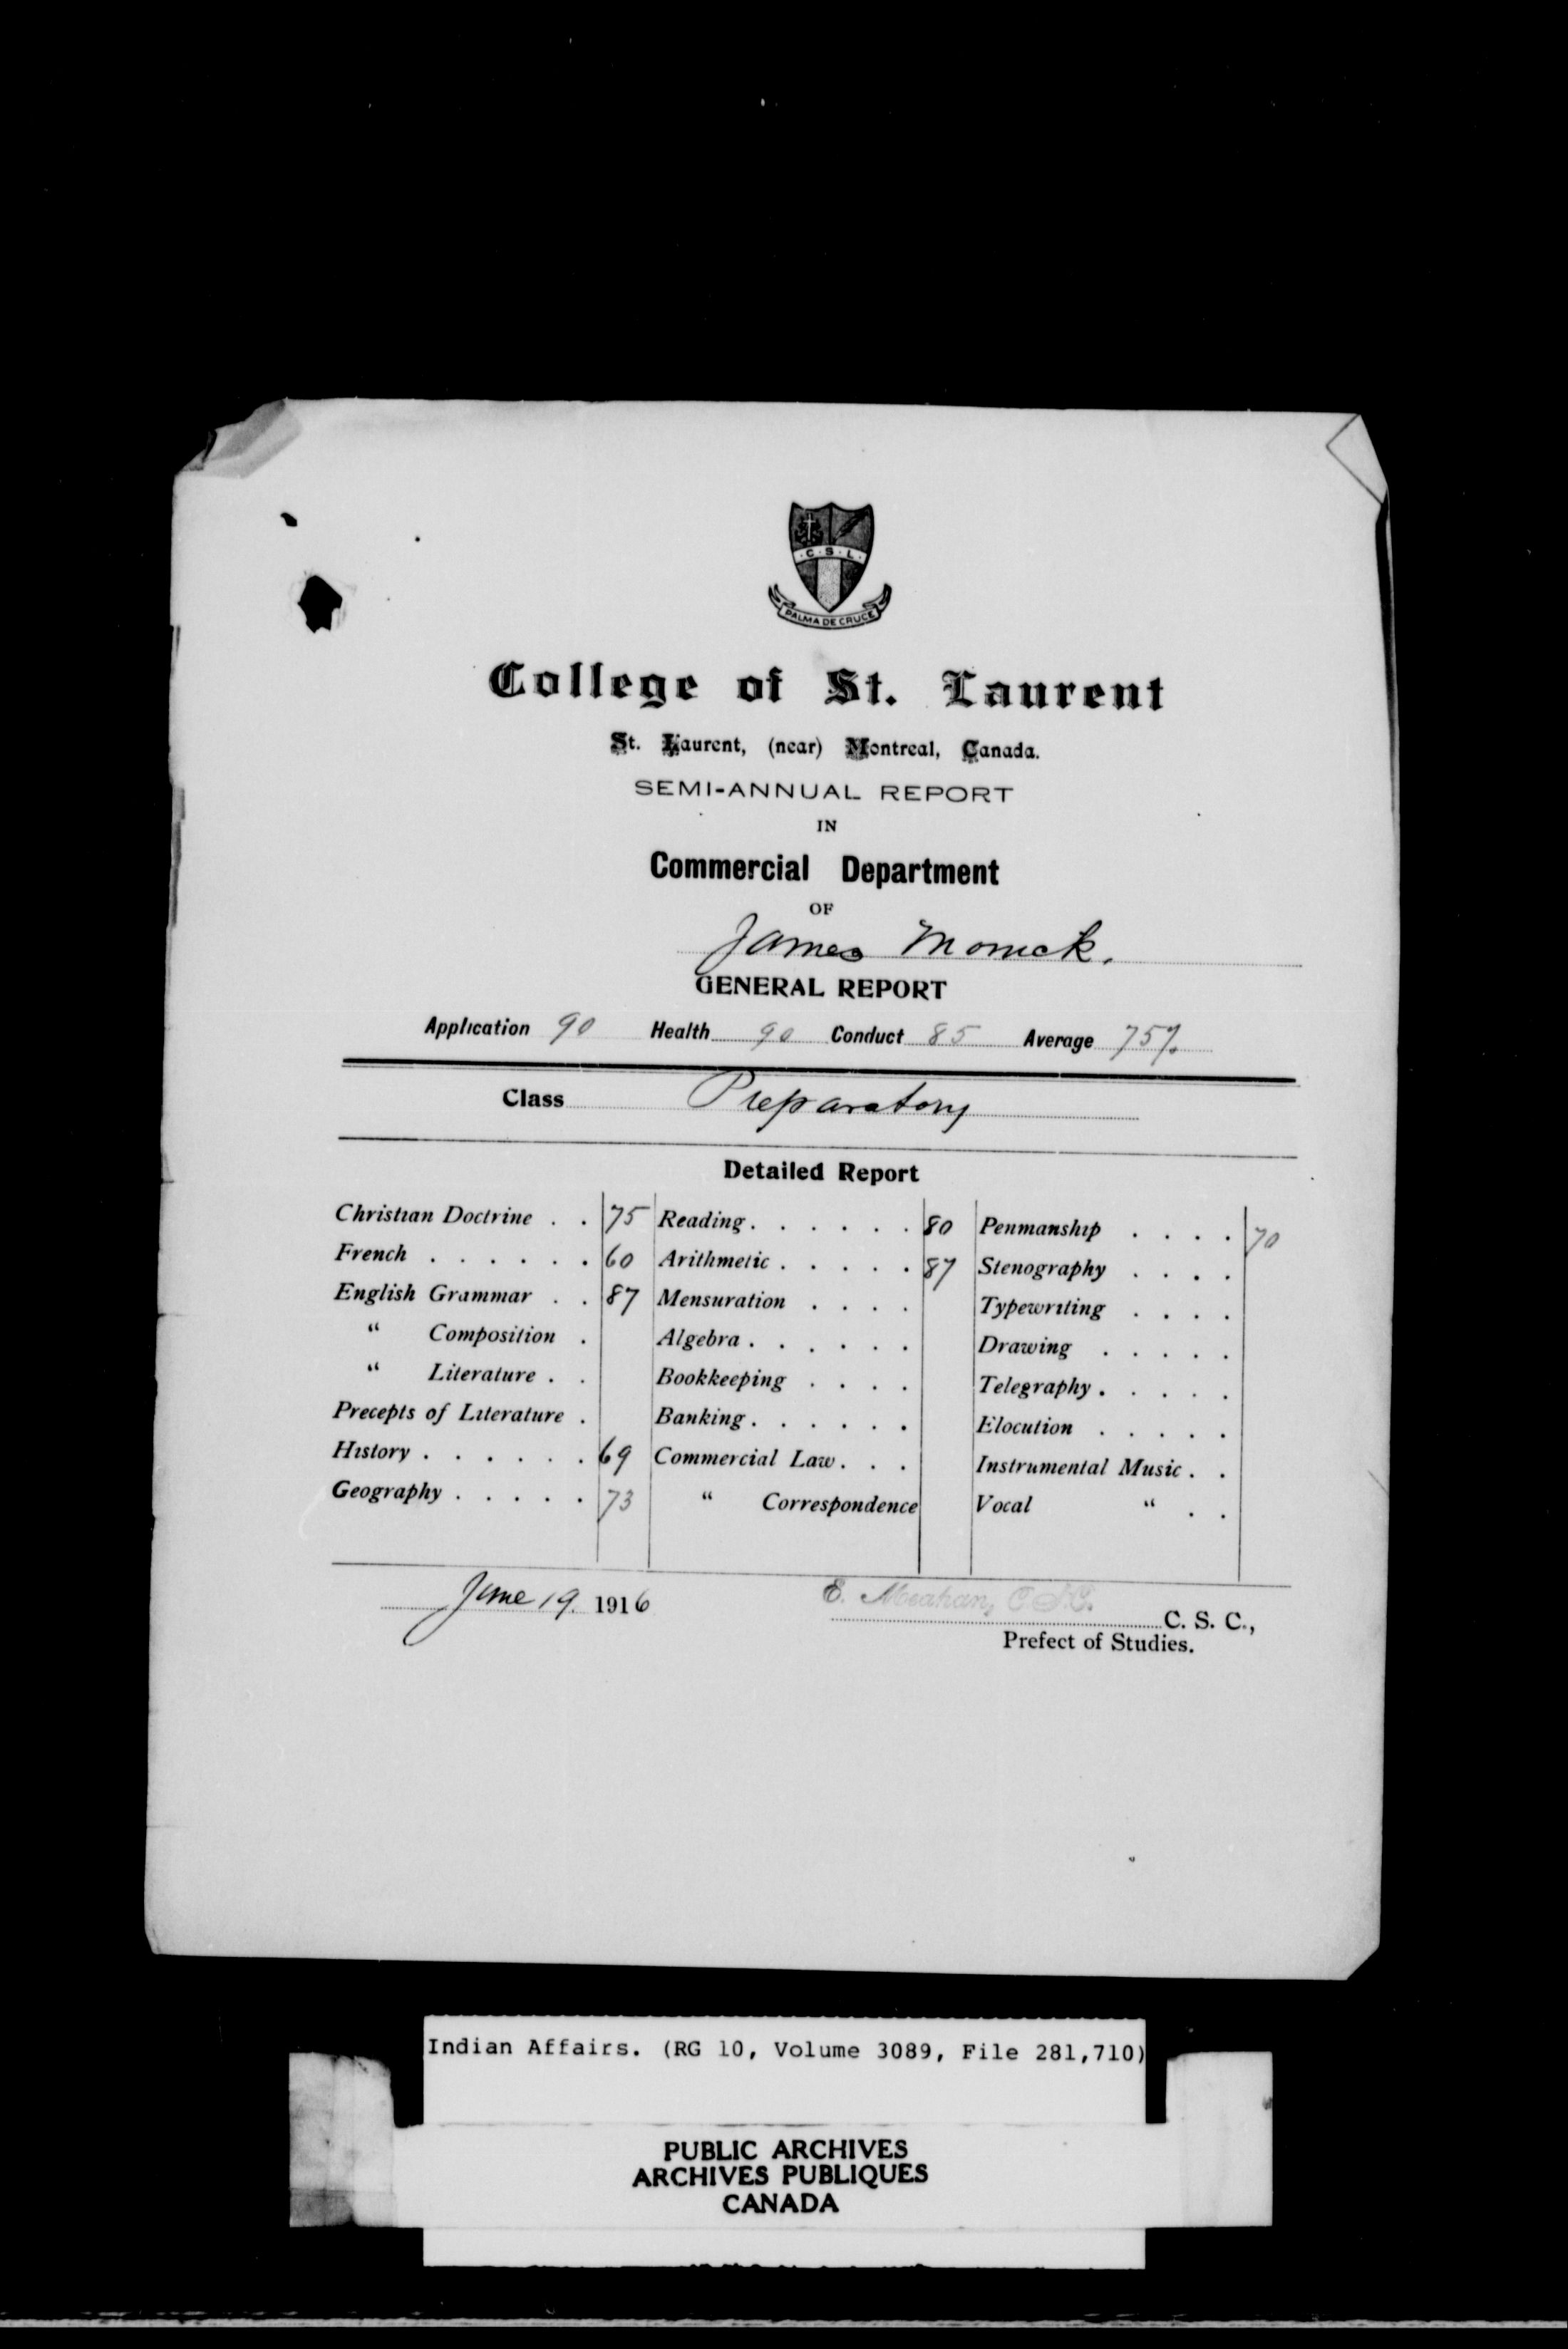 C·S·L·
PALMA DE CRUCE
College of St. Laurent
St. Laurent, (near) Montreal, Canada.
SEMI-ANNUAL REPORT
IN
Commercial Department
OF
James
GENERAL REPORT
Application 90 Health 90 Conduct 85 Average 75%
Class Preparatory
Detailed Report
Christian Doctrine . . 75 Reading . . . . . . 80 Penmanship . . . . 70
French . . . . . . 60 Arithmetic . . . . . 87 Stenography . . . .
English Grammar . . 87 Mensuration . . . . Typewriting . . . .
" Composition . Algebra . . . . . . Drawing . . . . .
" Literature . . Bookkeeping . . . . Telegraphy . . . . .
Precepts of Literature . Banking . . . . . . Elocution . . . . .
History . . . . . . 69 Commercial Law . . . Instrumental Music . .
Geography . . . . . 73 " Correspondence Vocal " . .
June 19. 1916 E. Meahan, C.S.C. C. S. C.,
Prefect of Studies.
Indian Affairs. (RG 10, Volume 3089, File 281,710)
PUBLIC ARCHIVES
ARCHIVES PUBLIQUES
CANADA